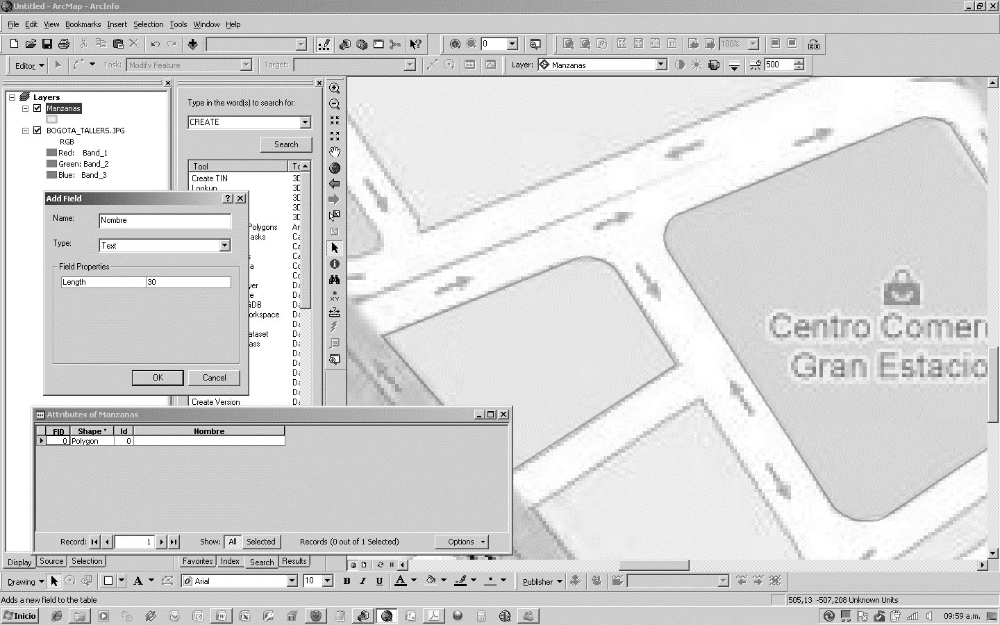 Untitled - ArcMap - ArcInfo
File Edit View Bookmarks Insert Selection Tools Window Help
0
100%
Editor
Task: Modify Feature
Target:
Layer: Manzanas
500
Layers
Manzanas
BOGOTA_TALLER5.JPG
RGB
Red: Band_1
Green: Band_2
Blue: Band_3
Type in the word(s) to search for:
CREATE
Search
Tool
Create TIN 3D
Lookup 3D
3D
3D
3D
Polygons Ar
asks Ca
Ca
s Ca
a Co
Co
yer Da
e Da
GDB Da
orkspace Da
Da
ataset Da
ass Da
Da
Da
Da
Da
Da
Create Version Da
Add Field
Name: Nombre
Type: Text
Field Properties
Length 30
OK Cancel
XY
Centro Comer
Gran Estacio
Attributes of Manzanas
FID Shape * Id Nombre
0 Polygon 0
Record: 1 Show: All Selected Records (0 out of 1 Selected) Options
Display Source Selection
Favorites Index Search Results
Drawing A Arial 10 B I U A Publisher
Adds a new field to the table
505,13 -507,208 Unknown Units
Inicio
09:59 a.m.